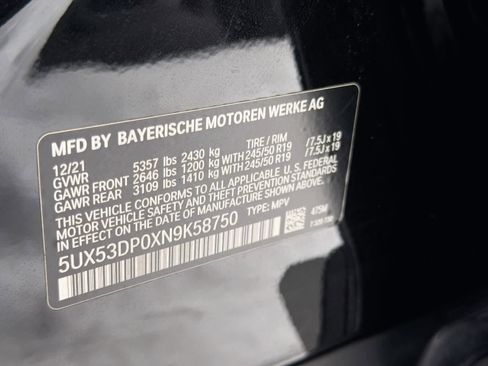 MFD BY BAYERISCHE MOTOREN WERKE AG
12/21 TIRE / RIM
GVWR 5357 lbs 2430 kg
GAWR FRONT 2646 lbs 1200 kg WITH 245/50 R19 / 7.5J x 19
GAWR REAR 3109 lbs 1410 kg WITH 245/50 R19 / 7.5J x 19
THIS VEHICLE CONFORMS TO ALL APPLICABLE U. S. FEDERAL
MOTOR VEHICLE SAFETY STANDARDS
IN EFFECT ON THE DATE OF MANUFACTURE SHOWN ABOVE.
5UX53DP0XN9K58750 TYPE: MPV
475M